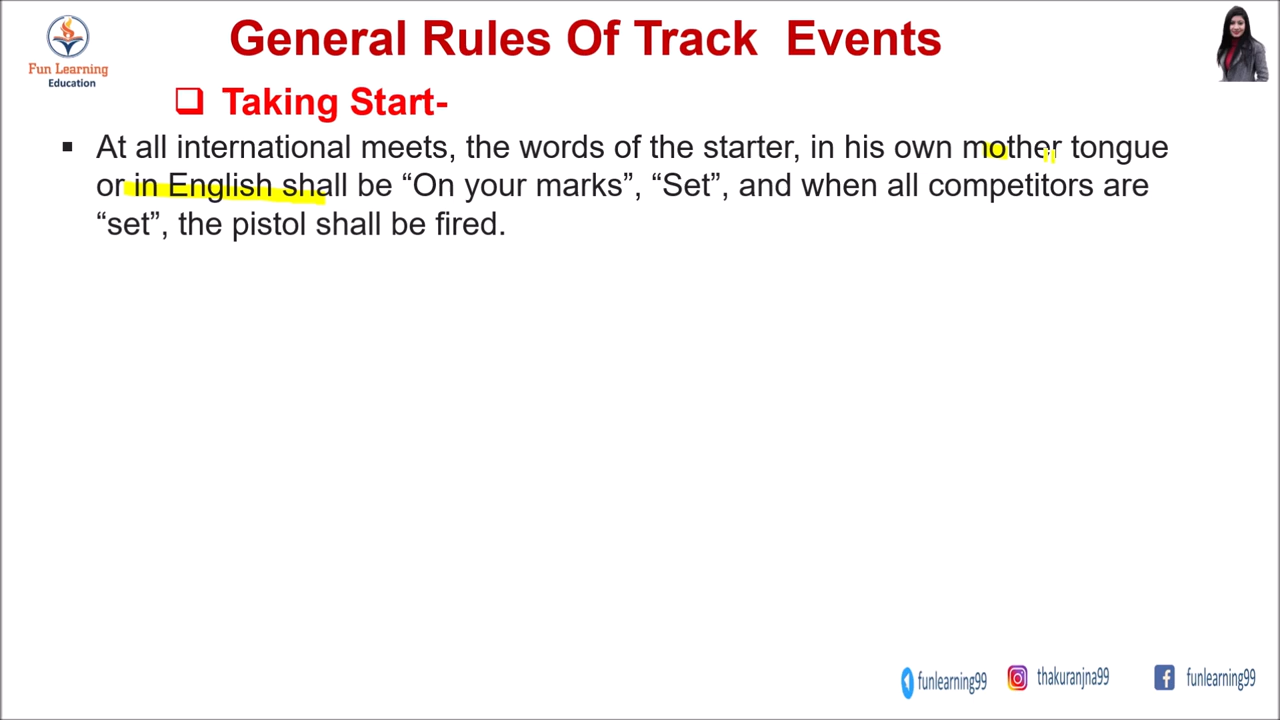 General Rules Of Track Events
Fun Learning
Education
Taking Start-
At all international meets, the words of the starter, in his own mother tongue
or in English shall be “On your marks”, “Set”, and when all competitors are
“set”, the pistol shall be fired.
funlearning99
thakuranjna99
funlearning99